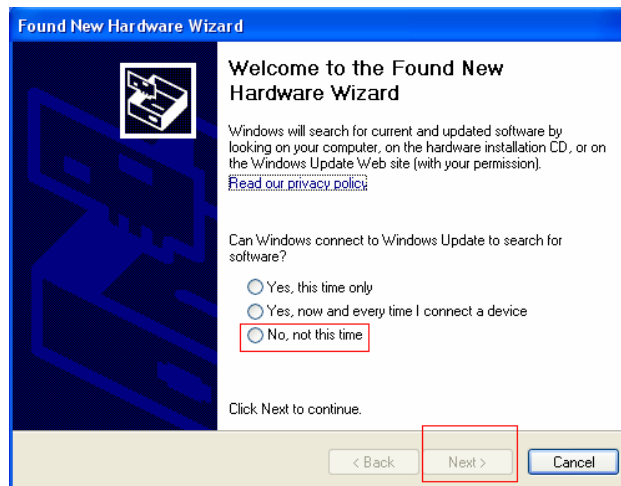 Found New Hardware Wizard
Welcome to the Found New
Hardware Wizard
Windows will search for current and updated software by
looking on your computer, on the hardware installation CD, or on
the Windows Update Web site (with your permission).
Read our privacy policy
Can Windows connect to Windows Update to search for
software?
Yes, this time only
Yes, now and every time I connect a device
No, not this time
Click Next to continue.
< Back Next > Cancel